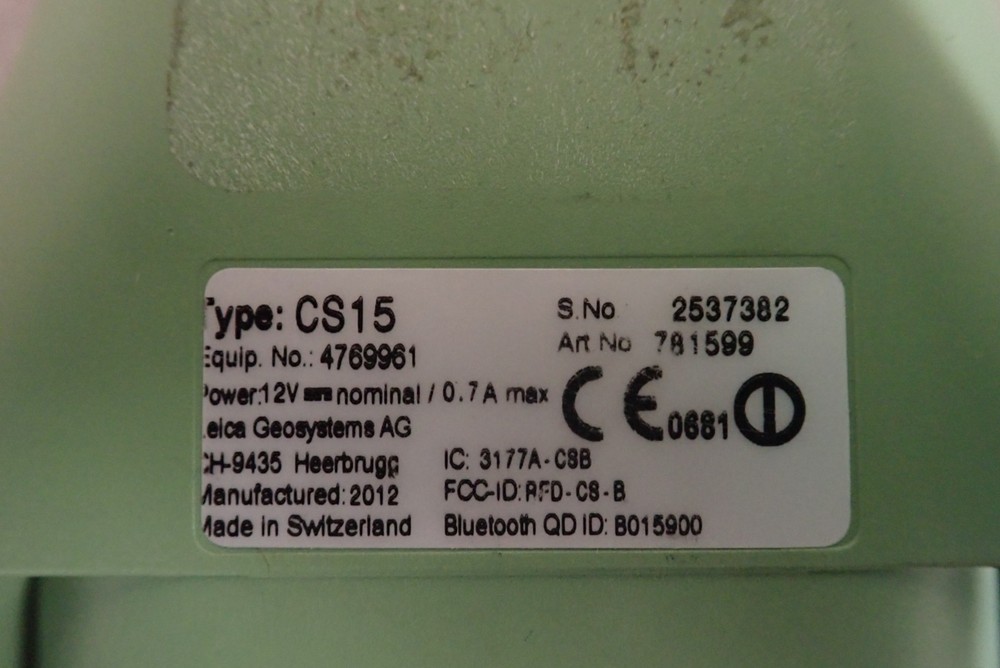 Type: CS15
Equip. No.: 4769961
Power:12V nominal / 0.7A max
Leica Geosystems AG
CH-9435 Heerbrugg
Manufactured: 2012
Made in Switzerland
S.No 2537382
Art No 781599
CE 0681
IC: 3177A-CSB
FCC-ID: RFD-CS-B
Bluetooth QD ID: B015900